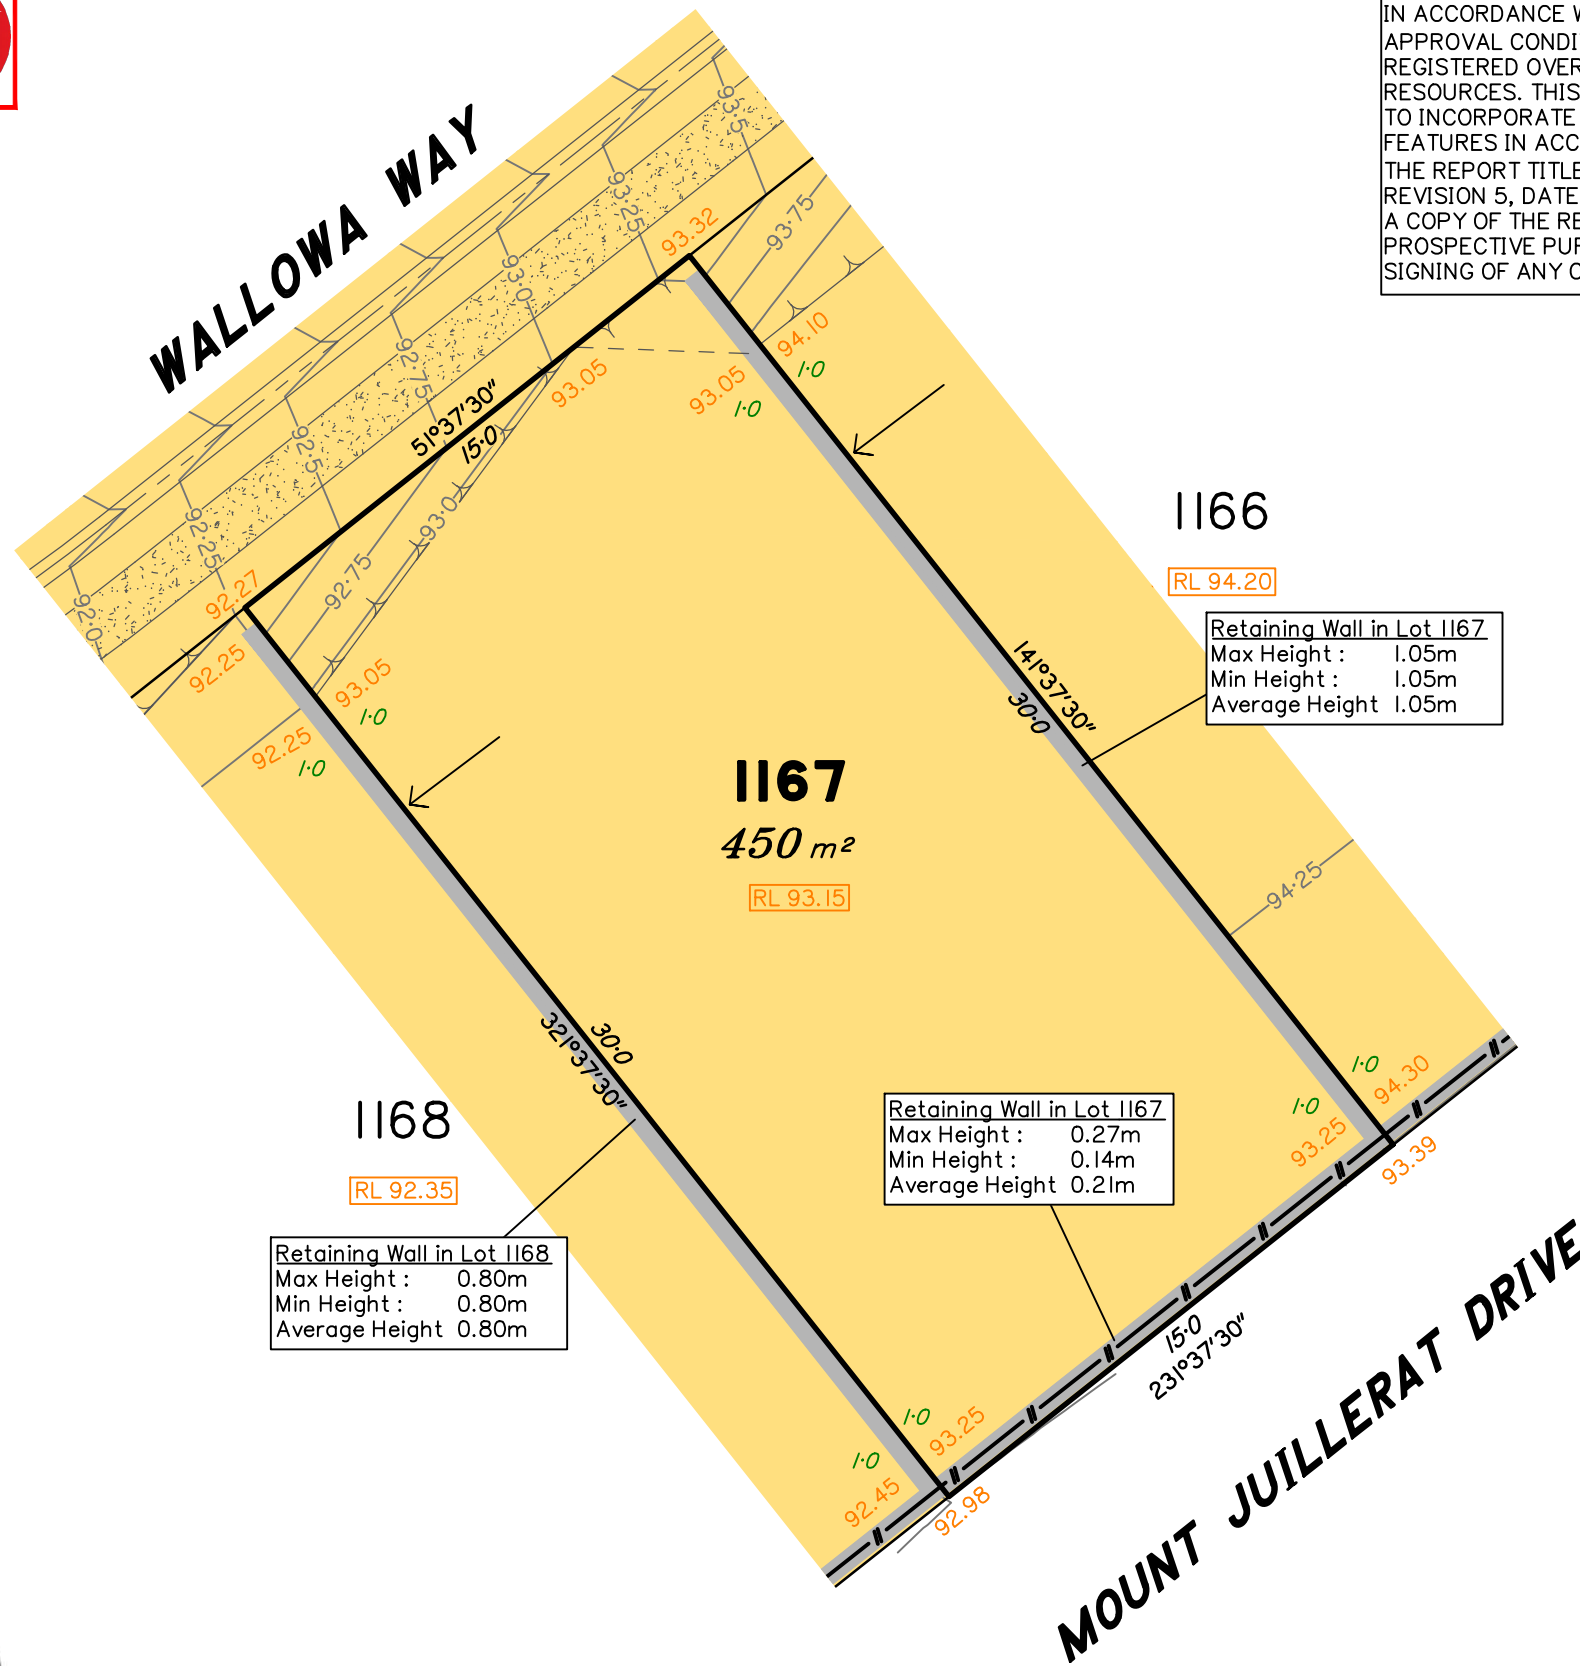 IN ACCORDANCE W
APPROVAL CONDI
REGISTERED OVER
RESOURCES. THIS
TO INCORPORATE
FEATURES IN ACC
THE REPORT TITLE
REVISION 5, DATE
A COPY OF THE RE
PROSPECTIVE PUR
SIGNING OF ANY C
WALLOWA WAY
93·5
93·25
93·0
92·75
92·5
92·25
92·0
93.32
93·75
94.10
1·0
93.05
1·0
93.05
51°37'30"
15·0
93·0
92·75
92.27
92.25
93.05
1·0
92.25
1·0
1166
RL 94.20
Retaining Wall in Lot 1167
Max Height : 1.05m
Min Height : 1.05m
Average Height 1.05m
141°37'30"
30·0
1167
450 m²
RL 93.15
94·25
30·0
321°37'30"
1168
RL 92.35
Retaining Wall in Lot 1168
Max Height : 0.80m
Min Height : 0.80m
Average Height 0.80m
Retaining Wall in Lot 1167
Max Height : 0.27m
Min Height : 0.14m
Average Height 0.21m
1·0
94.30
1·0
93.25
93.39
15·0
231°37'30"
1·0
93.25
1·0
92.45
92.98
MOUNT JUILLERAT DRIVE